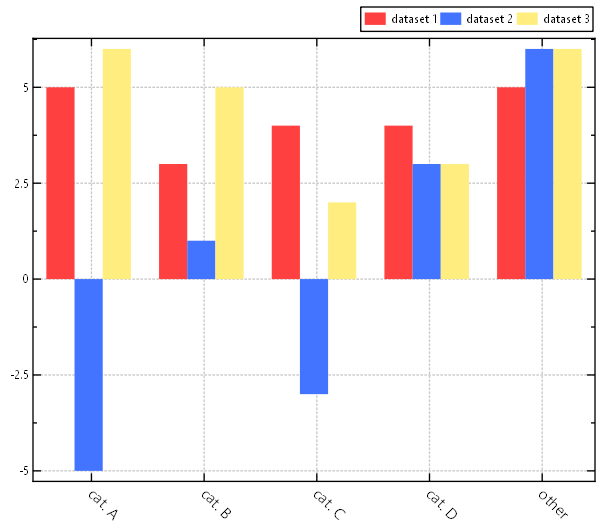 dataset 1 dataset 2 dataset 3
5
2.5
0
-2.5
-5
cat. A cat. B cat. C cat. D other